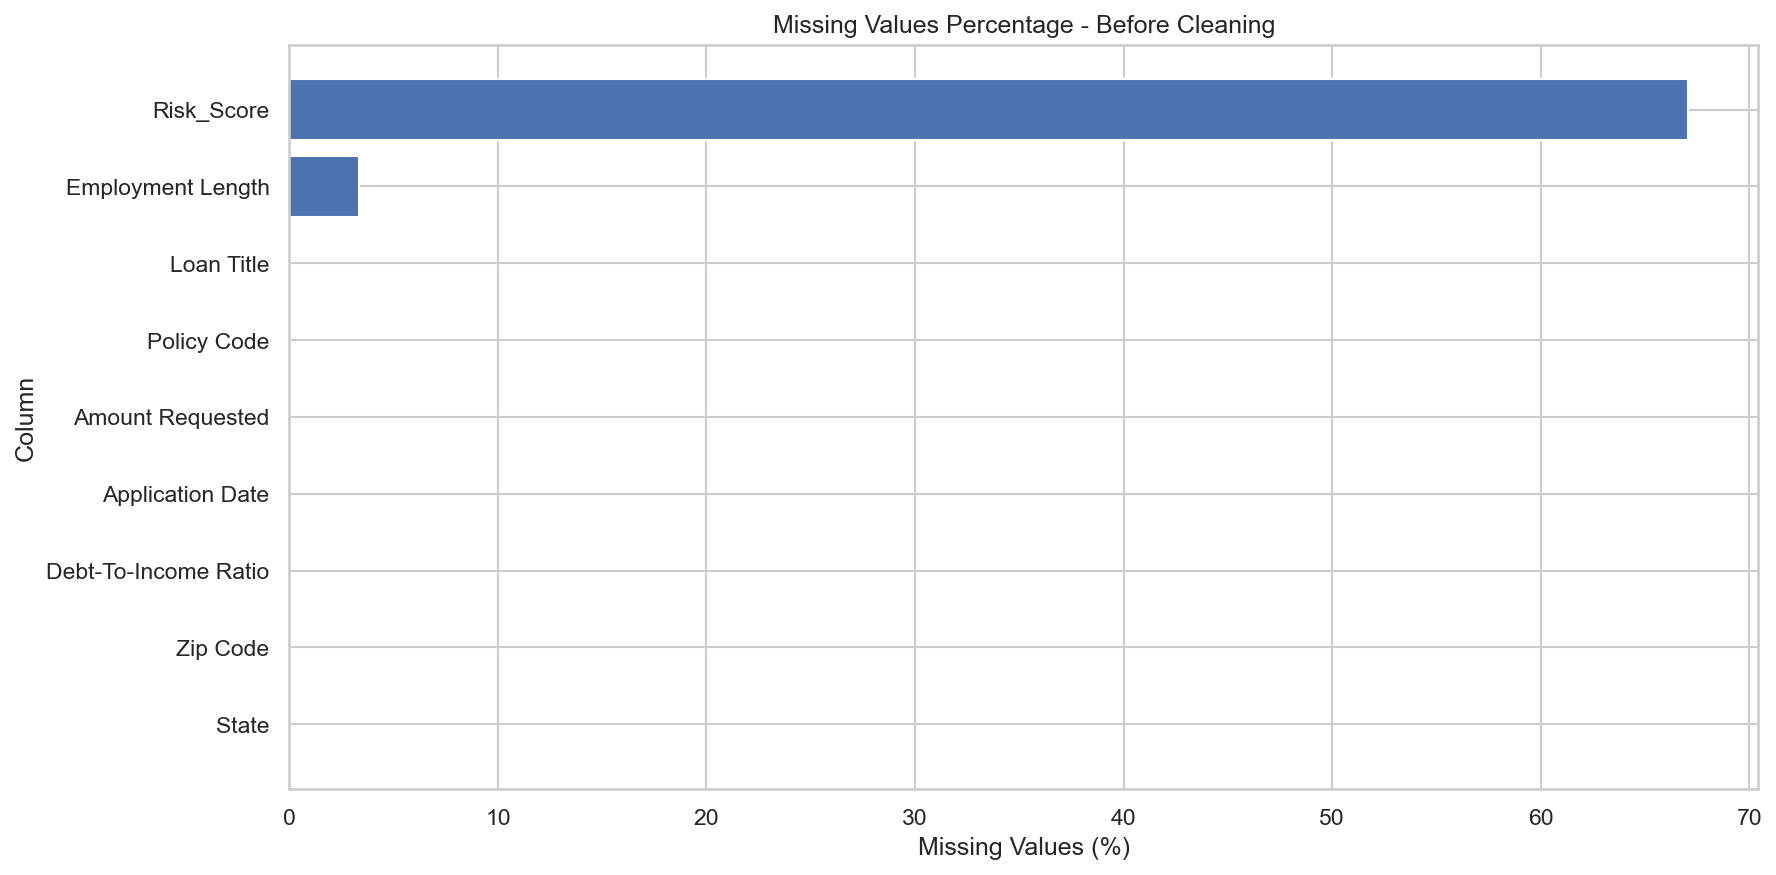 Missing Values Percentage - Before Cleaning
Risk_Score
Employment Length
Loan Title
Policy Code
Amount Requested
Application Date
Debt-To-Income Ratio
Zip Code
State
Column
0 10 20 30 40 50 60 70
Missing Values (%)